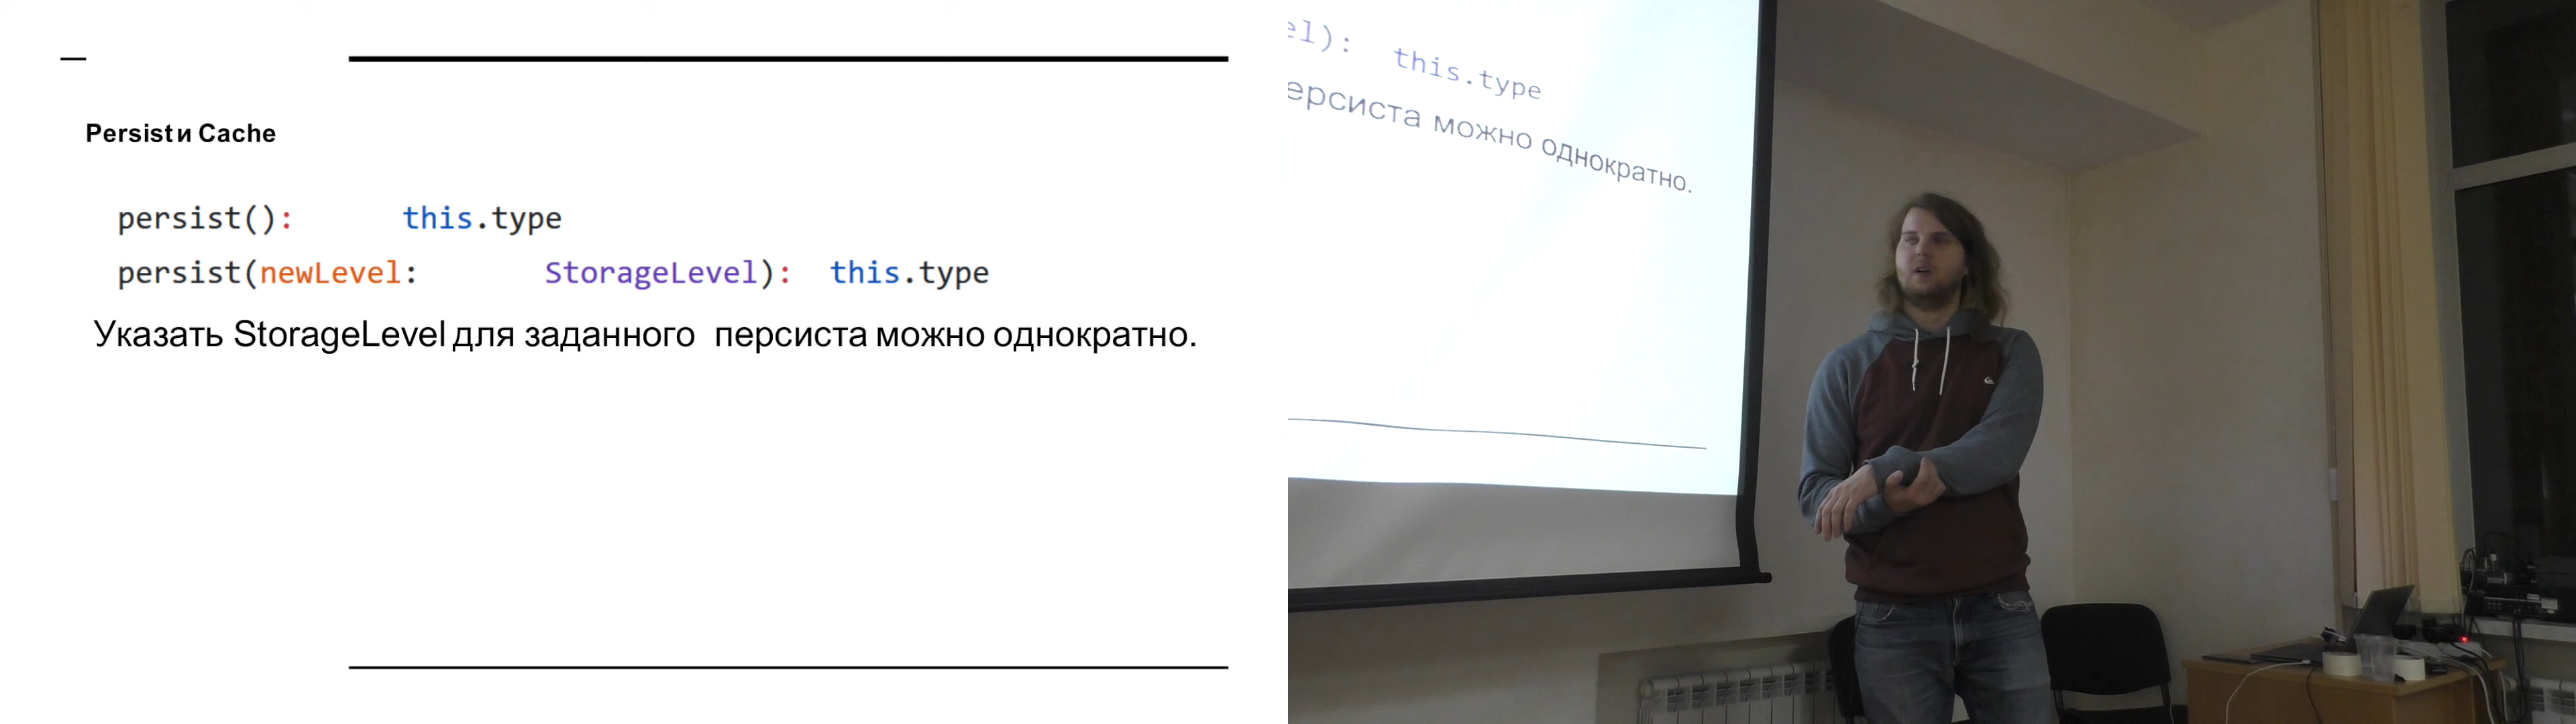 Persist и Cache
persist(): this.type
persist(newLevel: StorageLevel): this.type
Указать StorageLevel для заданного персиста можно однократно.
el): this.type
ерсиста можно однократно.